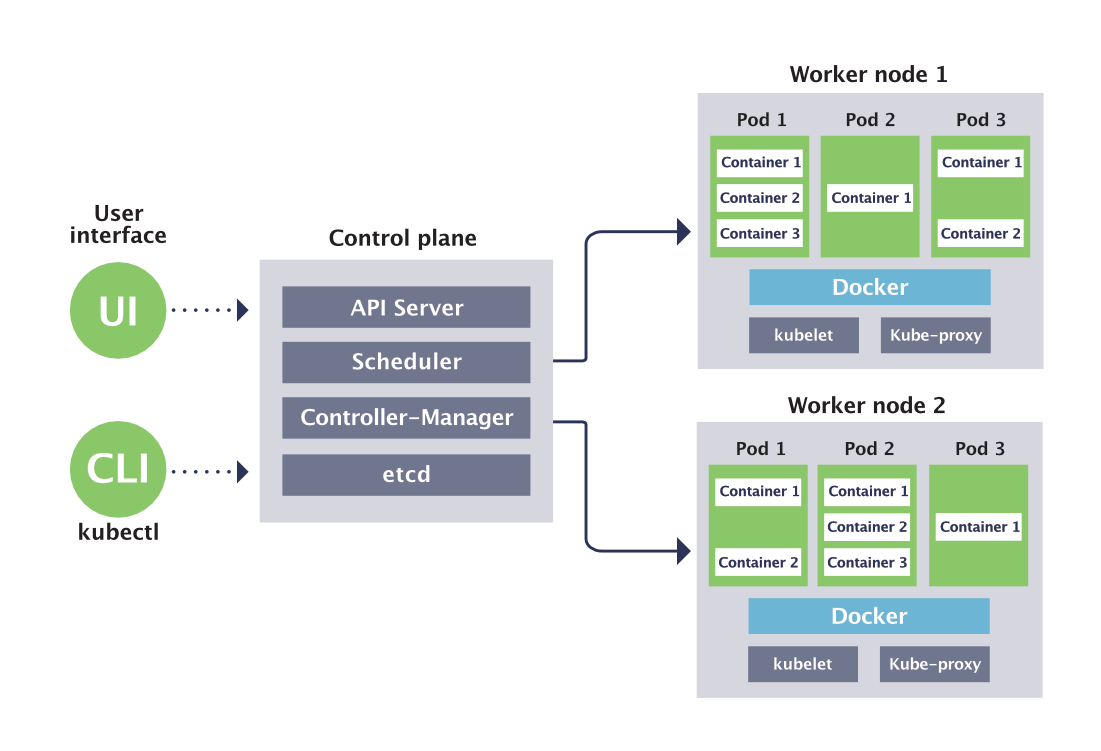 User
interface
UI
CLI
kubectl
Control plane
API Server
Scheduler
Controller-Manager
etcd
Worker node 1
Pod 1
Container 1
Container 2
Container 3
Pod 2
Container 1
Pod 3
Container 1
Container 2
Docker
kubelet
Kube-proxy
Worker node 2
Pod 1
Container 1
Container 2
Pod 2
Container 1
Container 2
Container 3
Pod 3
Container 1
Docker
kubelet
Kube-proxy